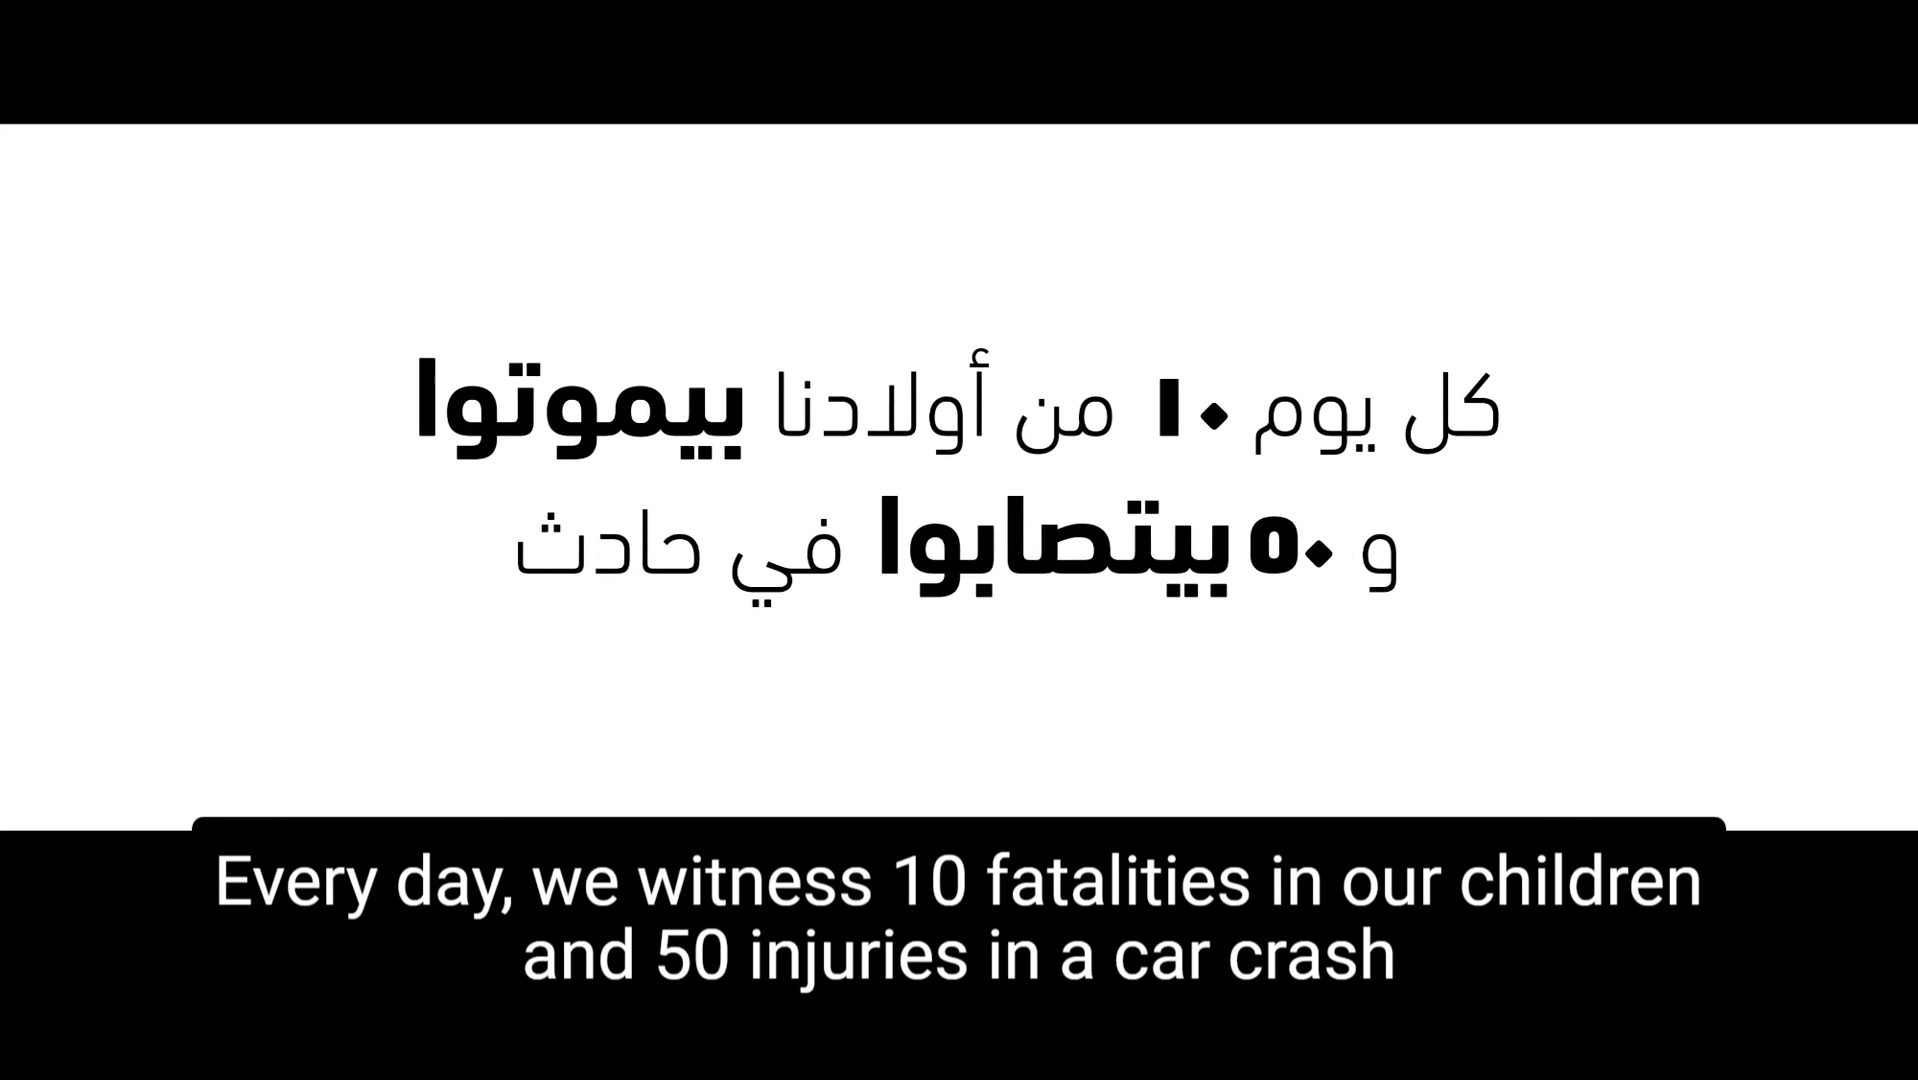 كل يوم ١٠ من أولادنا بيموتوا
و ٥٠ بيتصابوا في حادث
Every day, we witness 10 fatalities in our children
and 50 injuries in a car crash